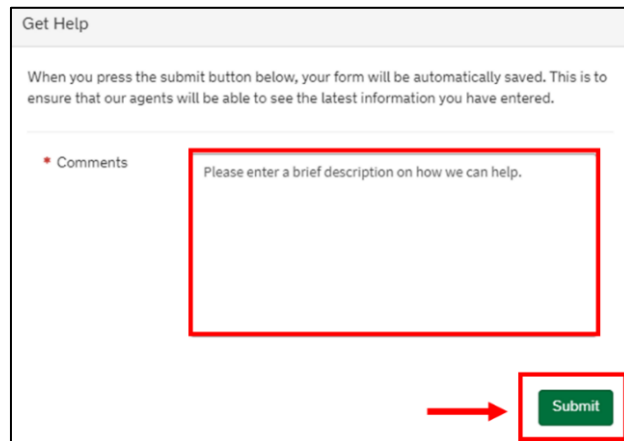 Get Help
When you press the submit button below, your form will be automatically saved. This is to
ensure that our agents will be able to see the latest information you have entered.
* Comments
Please enter a brief description on how we can help.
Submit